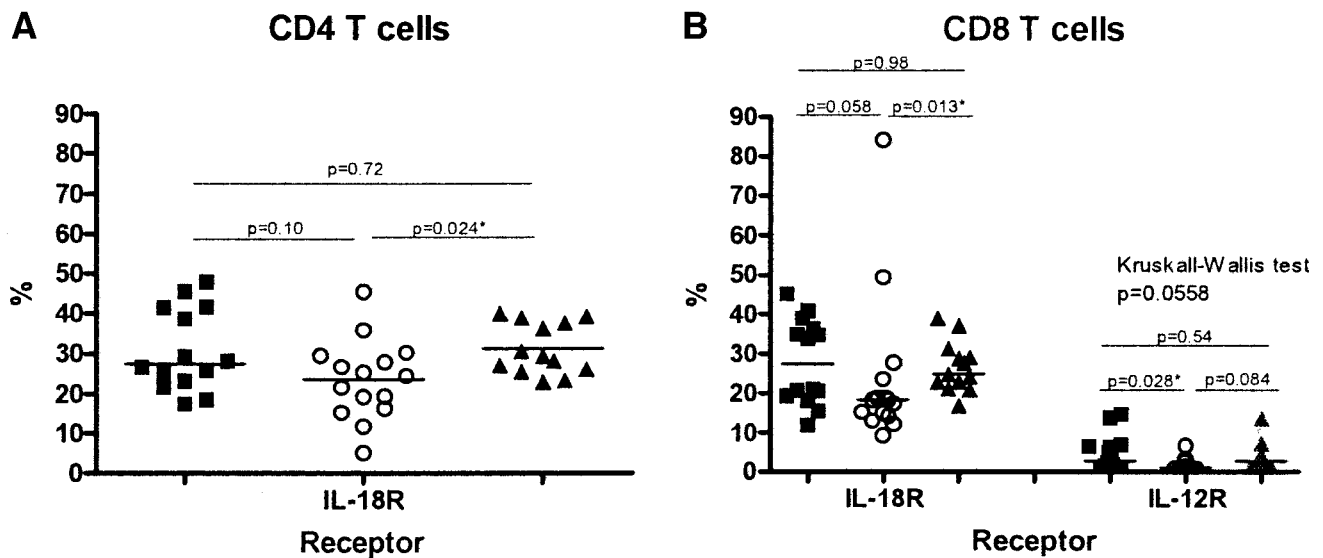 A
CD4 T cells
90
80
70
60
50
40
30
20
10
0
%
p=0.72
p=0.10
p=0.024*
IL-18R
Receptor
B
CD8 T cells
p=0.98
p=0.058
p=0.013*
90
80
70
60
50
40
30
20
10
0
%
Kruskall-Wallis test
p=0.0558
p=0.54
p=0.028*
p=0.084
IL-18R
IL-12R
Receptor